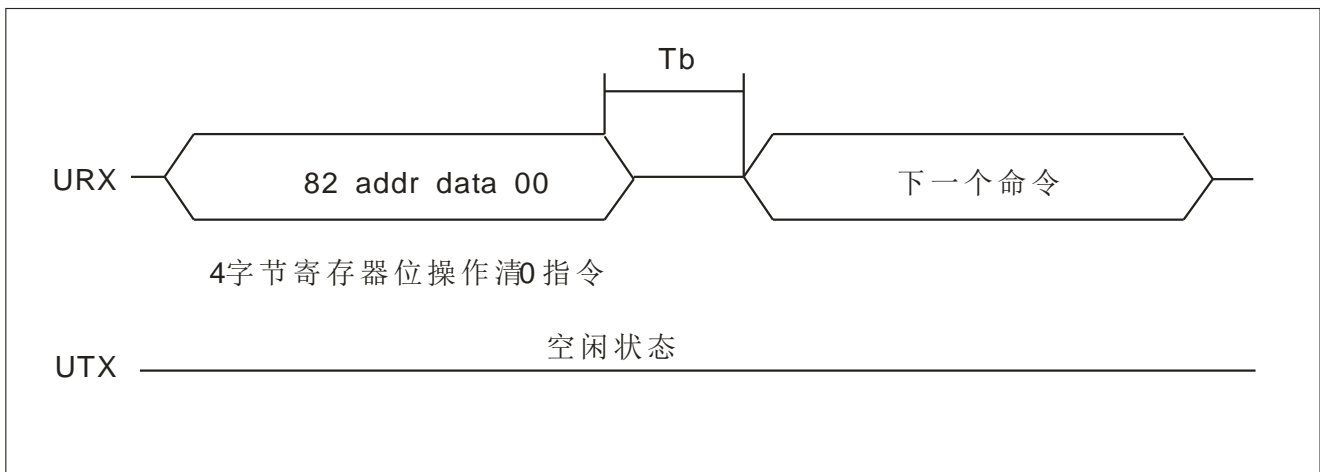 Tb
URX
82 addr data 00
下一个命令
4字节寄存器位操作清0指令
空闲状态
UTX